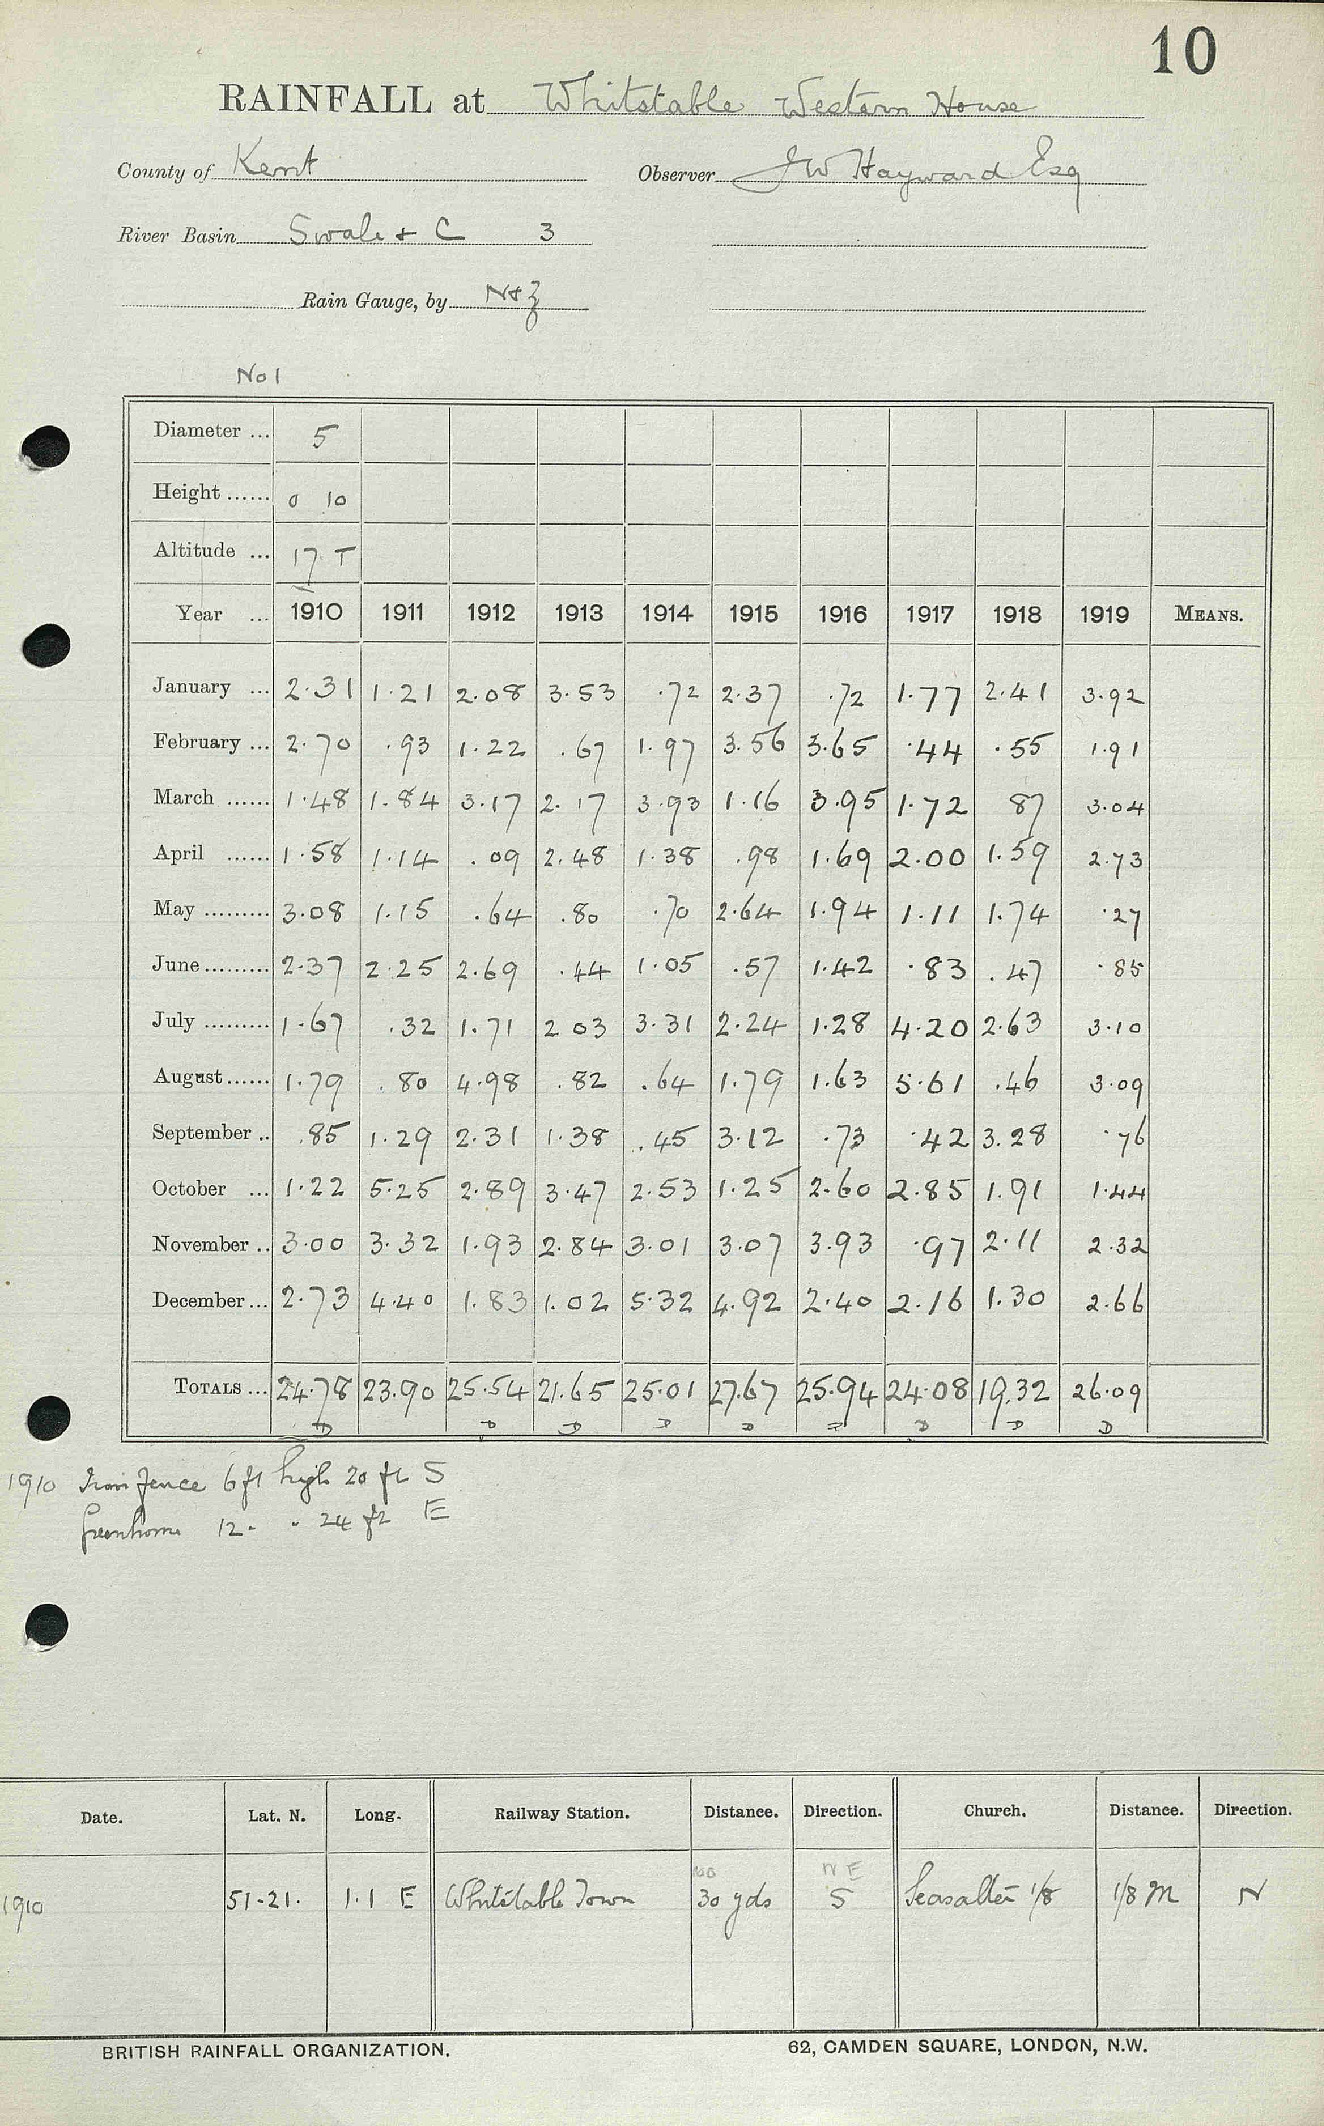 10
RAINFALL at Whitstable Western House
County of Kent Observer J W Hayward Esq
River Basin Swale & C 3
Rain Gauge, by N & Z
No 1
Diameter ... 5
Height ...... 0 10
Altitude ... 17 T
Year ... 1910 1911 1912 1913 1914 1915 1916 1917 1918 1919 MEANS.
January ... 2.31 1.21 2.08 3.53 .72 2.37 .72 1.77 2.41 3.92
February ... 2.70 .93 1.22 .67 1.97 3.56 3.65 .44 .55 1.91
March ...... 1.48 1.84 3.17 2.17 3.93 1.16 3.95 1.72 87 3.04
April ...... 1.58 1.14 .09 2.48 1.38 .98 1.69 2.00 1.59 2.73
May ......... 3.08 1.15 .64 .80 .70 2.64 1.94 1.11 1.74 .27
June ......... 2.37 2.25 2.69 .44 1.05 .57 1.42 .83 .47 .85
July ......... 1.67 .32 1.71 2 03 3.31 2.24 1.28 4.20 2.63 3.10
August ...... 1.79 .80 4.98 .82 .64 1.79 1.63 5.61 .46 3.09
September .. .85 1.29 2.31 1.38 .45 3.12 .73 .42 3.28 .76
October ... 1.22 5.25 2.89 3.47 2.53 1.25 2.60 2.85 1.91 1.44
November .. 3.00 3.32 1.93 2.84 3.01 3.07 3.93 .97 2.11 2.32
December ... 2.73 4.40 1.83 1.02 5.32 4.92 2.40 2.16 1.30 2.66
TOTALS ... 24.78 23.90 25.54 21.65 25.01 27.67 25.94 24.08 19.32 26.09
D D D D D D D D D
1910 Iron fence 6 ft high 20 ft S
Greenhouse 12 " " 24 ft E
Date. Lat. N. Long. Railway Station. Distance. Direction. Church. Distance. Direction.
N E
1910 51.21. 1.1 E Whitstable Town 30 yds S Seasalter 1/8 1/8 M N
BRITISH RAINFALL ORGANIZATION. 62, CAMDEN SQUARE, LONDON, N.W.